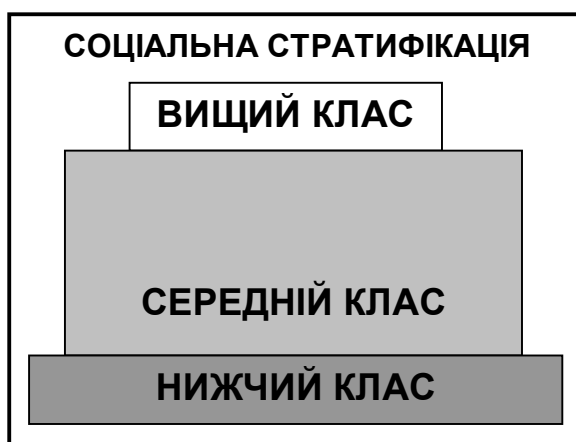 СОЦІАЛЬНА СТРАТИФІКАЦІЯ
ВИЩИЙ КЛАС
СЕРЕДНІЙ КЛАС
НИЖЧИЙ КЛАС